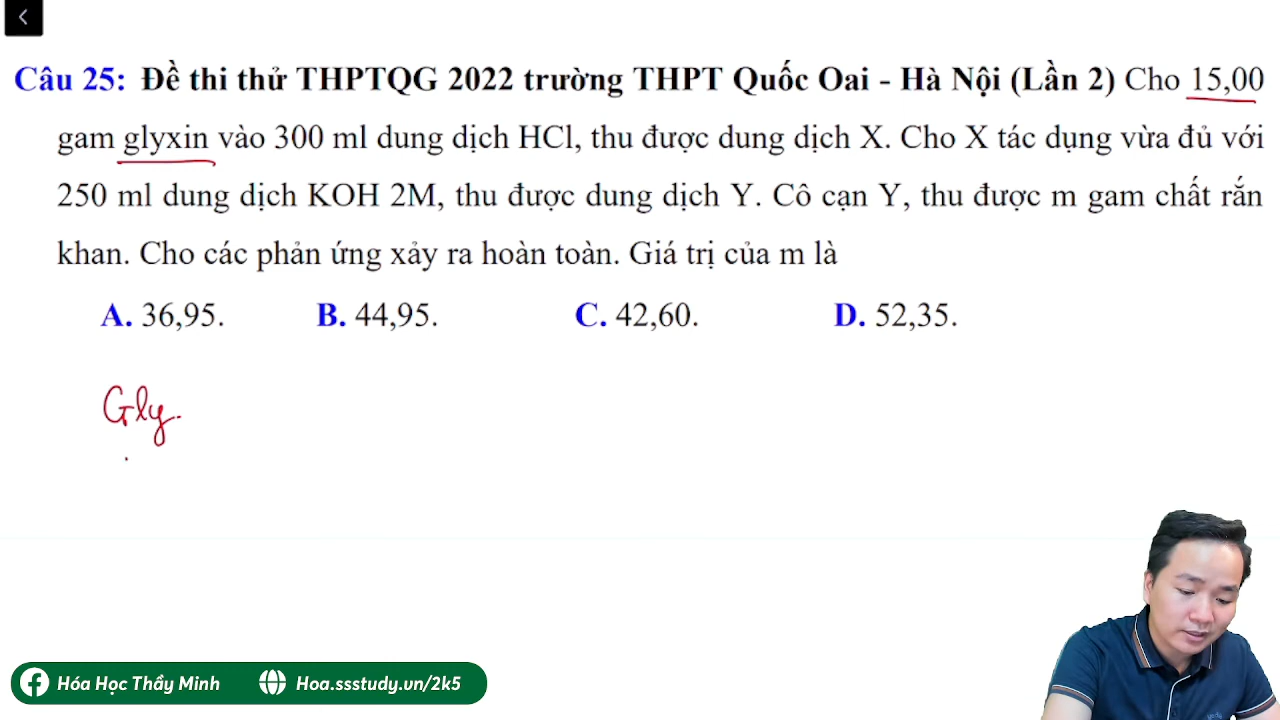 Câu 25: Đề thi thử THPTQG 2022 trường THPT Quốc Oai - Hà Nội (Lần 2) Cho 15,00
gam glyxin vào 300 ml dung dịch HCl, thu được dung dịch X. Cho X tác dụng vừa đủ với
250 ml dung dịch KOH 2M, thu được dung dịch Y. Cô cạn Y, thu được m gam chất rắn
khan. Cho các phản ứng xảy ra hoàn toàn. Giá trị của m là
A. 36,95. B. 44,95. C. 42,60. D. 52,35.
Gly.
Hóa Học Thầy Minh Hoa.ssstudy.vn/2k5